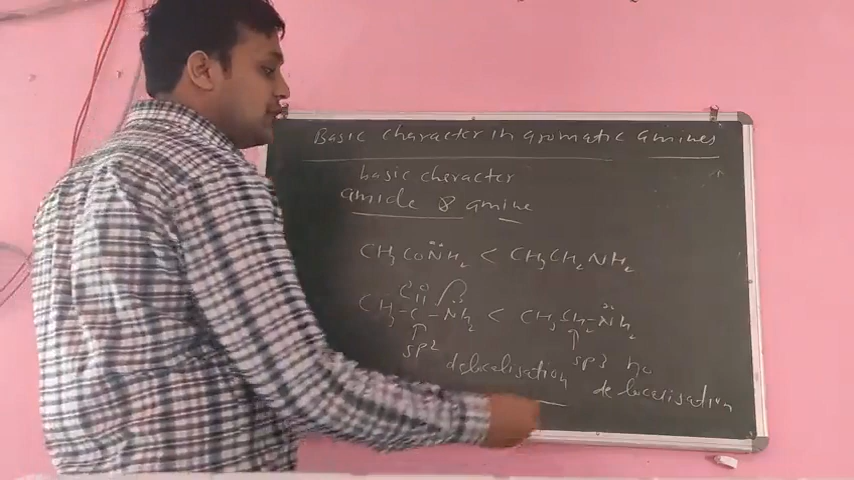 Basic character in aromatic amines
basic character
amide & amine
CH3CONH2 < CH3CH2NH2
O
CH3-C-NH2 < CH3CH2-NH2
sp2 sp3 no
delocalisation
delocalisation